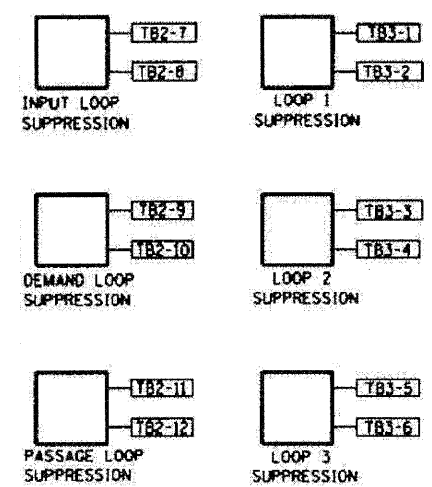 TB2-7
TB2-8
INPUT LOOP
SUPPRESSION
TB3-1
TB3-2
LOOP 1
SUPPRESSION
TB2-9
TB2-10
DEMAND LOOP
SUPPRESSION
TB3-3
TB3-4
LOOP 2
SUPPRESSION
TB2-11
TB2-12
PASSAGE LOOP
SUPPRESSION
TB3-5
TB3-6
LOOP 3
SUPPRESSION